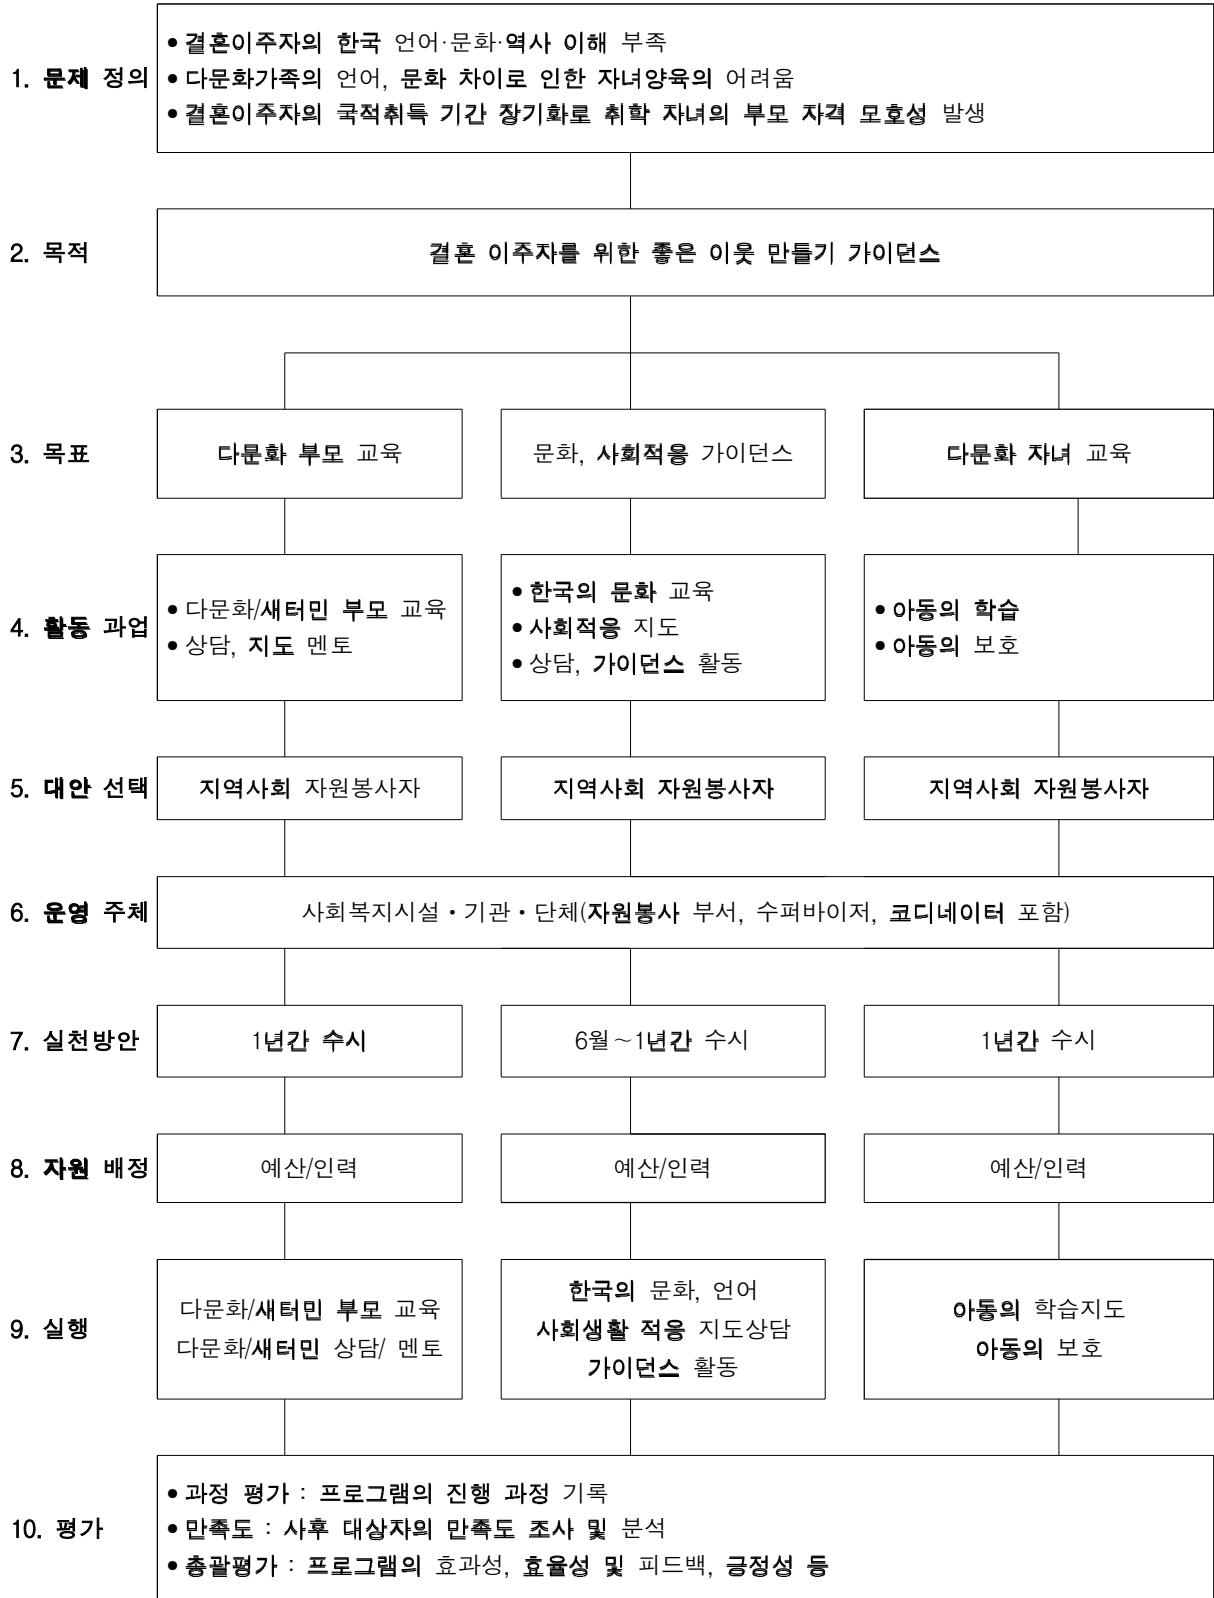 • 결혼이주자의 한국 언어·문화·역사 이해 부족
1. 문제 정의 • 다문화가족의 언어, 문화 차이로 인한 자녀양육의 어려움
• 결혼이주자의 국적취득 기간 장기화로 취학 자녀의 부모 자격 모호성 발생
2. 목적 결혼 이주자를 위한 좋은 이웃 만들기 가이던스
3. 목표 다문화 부모 교육 문화, 사회적응 가이던스 다문화 자녀 교육
4. 활동 과업
• 다문화/새터민 부모 교육
• 상담, 지도 멘토
• 한국의 문화 교육
• 사회적응 지도
• 상담, 가이던스 활동
• 아동의 학습
• 아동의 보호
5. 대안 선택 지역사회 자원봉사자 지역사회 자원봉사자 지역사회 자원봉사자
6. 운영 주체 사회복지시설・기관・단체(자원봉사 부서, 수퍼바이저, 코디네이터 포함)
7. 실천방안 1년간 수시 6월～1년간 수시 1년간 수시
8. 자원 배정 예산/인력 예산/인력 예산/인력
9. 실행
다문화/새터민 부모 교육
다문화/새터민 상담/ 멘토
한국의 문화, 언어
사회생활 적응 지도상담
가이던스 활동
아동의 학습지도
아동의 보호
• 과정 평가 : 프로그램의 진행 과정 기록
10. 평가 • 만족도 : 사후 대상자의 만족도 조사 및 분석
• 총괄평가 : 프로그램의 효과성, 효율성 및 피드백, 긍정성 등